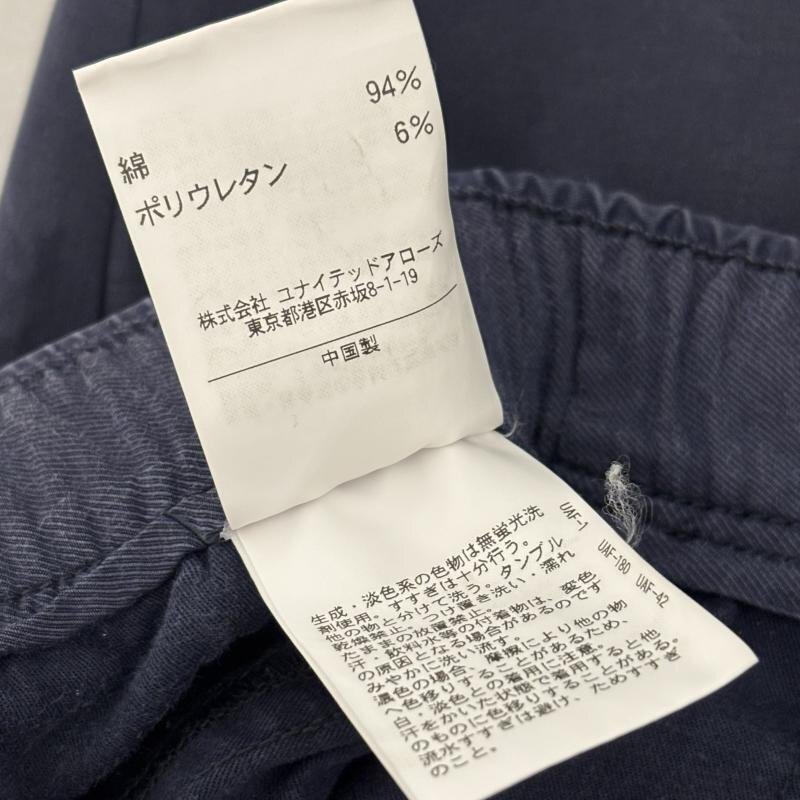 綿 94%
ポリウレタン 6%
株式会社 ユナイテッドアローズ
東京都港区赤坂8-1-19
中国製
生成・淡色系の色物は無蛍光洗
剤使用。すすぎは十分行う。
他の物と分けて洗う。タンブル
乾燥禁止。つけ置き洗い・濡れ
たままの放置禁止。
汗・飲料水等の付着物は、変色
の原因となる場合があるのです
みやかに洗い流す。
濃色の場合、摩擦により他の物
へ色移りすることがあるため、
白・淡色との着用に注意。
汗をかいた状態で着用すると他
のものに色移りすることがある。
流水すすぎは避け、ためすすぎ
のこと。